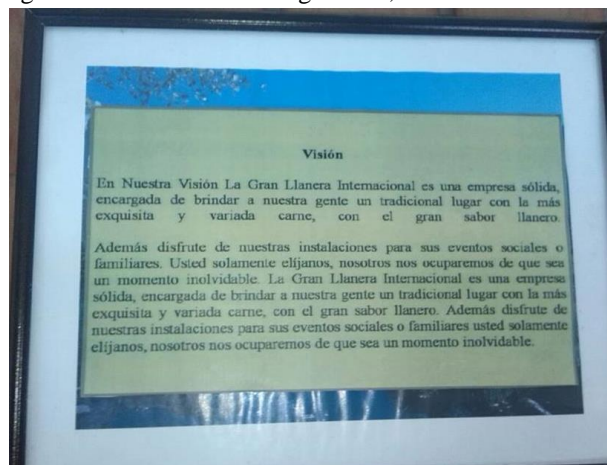 Visión
En Nuestra Visión La Gran Llanera Internacional es una empresa sólida,
encargada de brindar a nuestra gente un tradicional lugar con la más
exquisita y variada carne, con el gran sabor llanero.
Además disfrute de nuestras instalaciones para sus eventos sociales o
familiares. Usted solamente elíjanos, nosotros nos ocuparemos de que sea
un momento inolvidable. La Gran Llanera Internacional es una empresa
sólida, encargada de brindar a nuestra gente un tradicional lugar con la más
exquisita y variada carne, con el gran sabor llanero. Además disfrute de
nuestras instalaciones para sus eventos sociales o familiares usted solamente
elíjanos, nosotros nos ocuparemos de que sea un momento inolvidable.